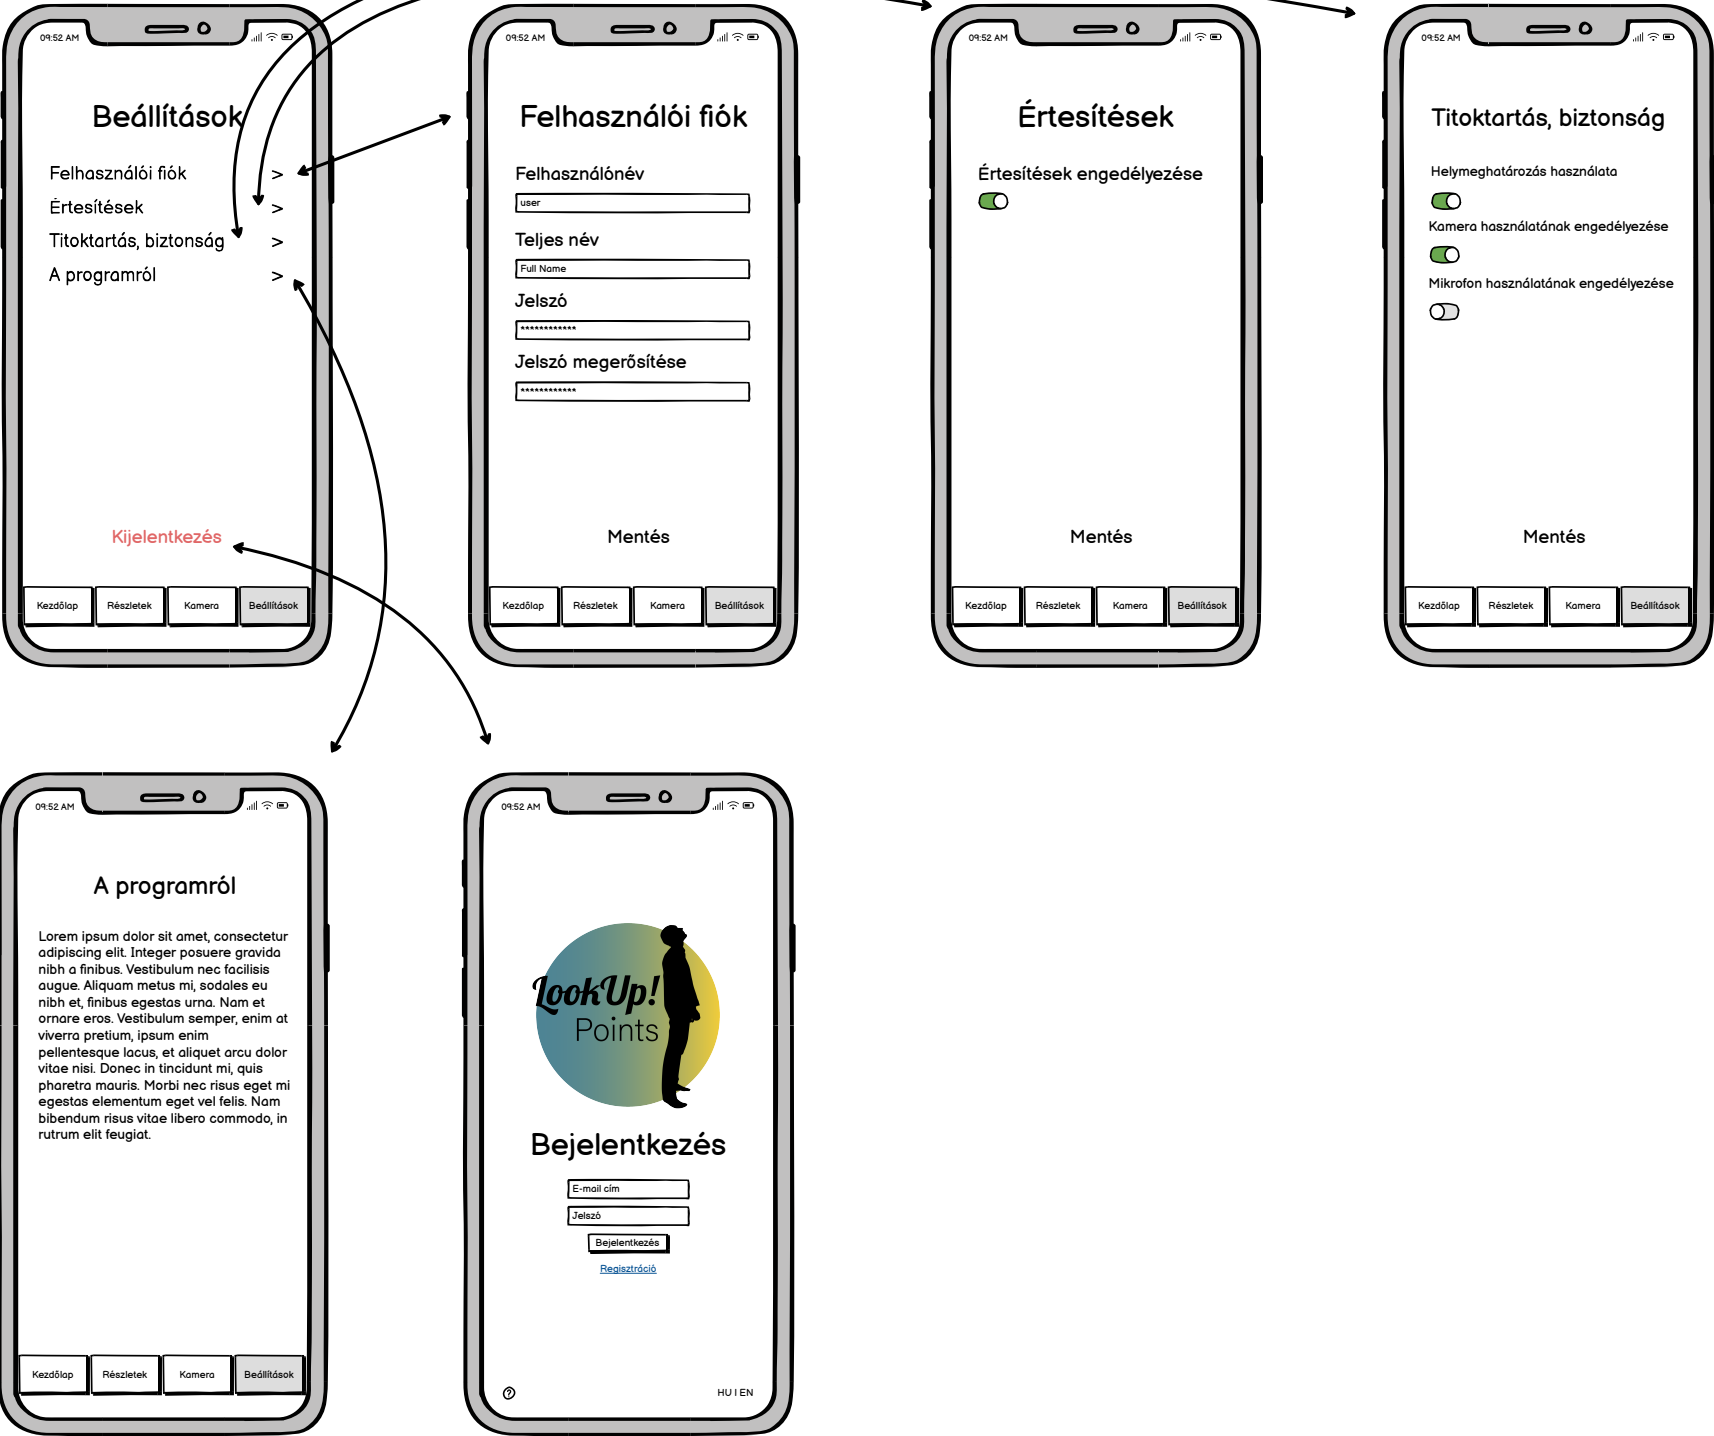 09:52 AM
Beállítások
Felhasználói fiók >
Értesítések >
Titoktartás, biztonság >
A programról >
Kijelentkezés
Kezdőlap Részletek Kamera Beállítások
09:52 AM
Felhasználói fiók
Felhasználónév
user
Teljes név
Full Name
Jelszó
************
Jelszó megerősítése
************
Mentés
Kezdőlap Részletek Kamera Beállítások
09:52 AM
Értesítések
Értesítések engedélyezése
Mentés
Kezdőlap Részletek Kamera Beállítások
09:52 AM
Titoktartás, biztonság
Helymeghatározás használata
Kamera használatának engedélyezése
Mikrofon használatának engedélyezése
Mentés
Kezdőlap Részletek Kamera Beállítások
09:52 AM
A programról
Lorem ipsum dolor sit amet, consectetur
adipiscing elit. Integer posuere gravida
nibh a finibus. Vestibulum nec facilisis
augue. Aliquam metus mi, sodales eu
nibh et, finibus egestas urna. Nam et
ornare eros. Vestibulum semper, enim at
viverra pretium, ipsum enim
pellentesque lacus, et aliquet arcu dolor
vitae nisi. Donec in tincidunt mi, quis
pharetra mauris. Morbi nec risus eget mi
egestas elementum eget vel felis. Nam
bibendum risus vitae libero commodo, in
rutrum elit feugiat.
Kezdőlap Részletek Kamera Beállítások
09:52 AM
LookUp!
Points
Bejelentkezés
E-mail cím
Jelszó
Bejelentkezés
Regisztráció
? HU I EN